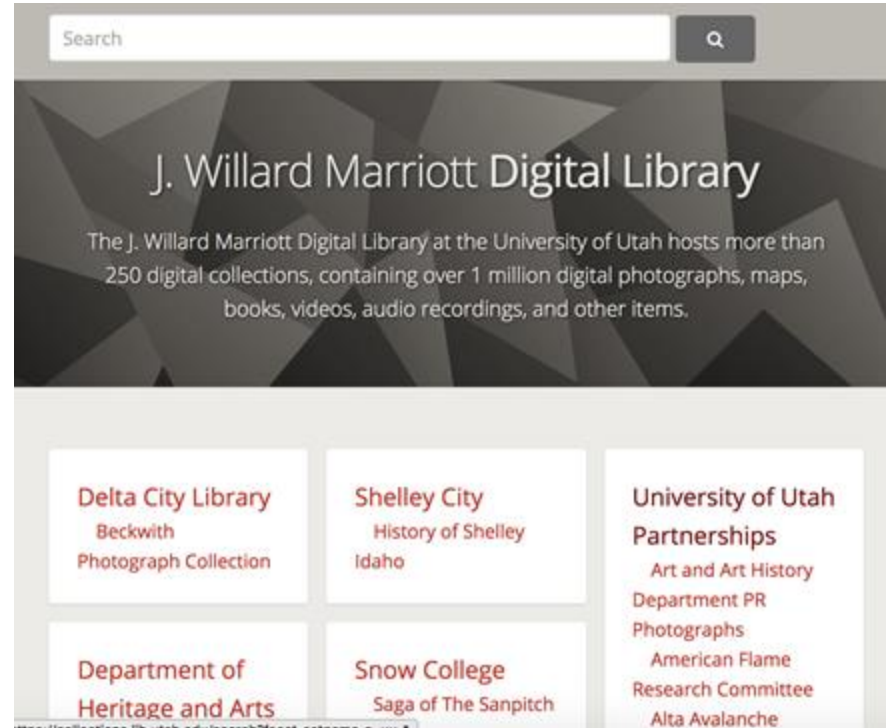 Search
J. Willard Marriott Digital Library
The J. Willard Marriott Digital Library at the University of Utah hosts more than
250 digital collections, containing over 1 million digital photographs, maps,
books, videos, audio recordings, and other items.
Delta City Library
Beckwith
Photograph Collection
Shelley City
History of Shelley
Idaho
University of Utah
Partnerships
Art and Art History
Department PR
Photographs
American Flame
Research Committee
Alta Avalanche
Department of
Heritage and Arts
Snow College
Saga of The Sanpitch